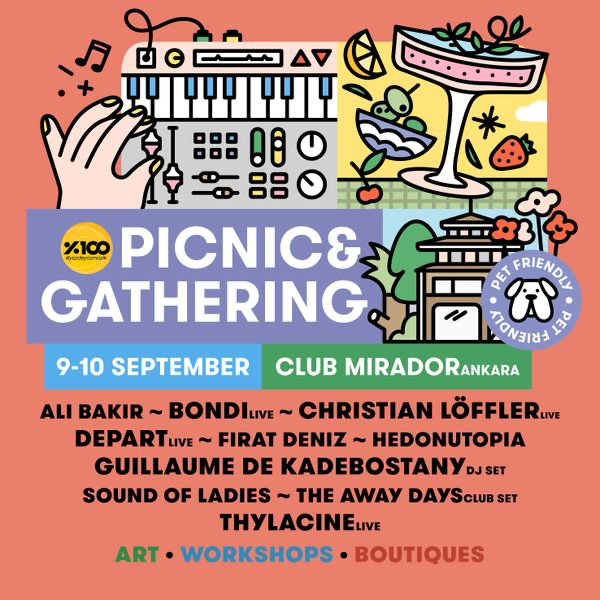 %100
#yüzdeyüzmüzik
PICNIC&
GATHERING
PET FRIENDLY • PET FRIENDLY •
9-10 SEPTEMBER
CLUB MIRADOR ANKARA
ALI BAKIR ~ BONDI LIVE ~ CHRISTIAN LÖFFLER LIVE
DEPART LIVE ~ FIRAT DENIZ ~ HEDONUTOPIA
GUILLAUME DE KADEBOSTANY DJ SET
SOUND OF LADIES ~ THE AWAY DAYS CLUB SET
THYLACINE LIVE
ART • WORKSHOPS • BOUTIQUES